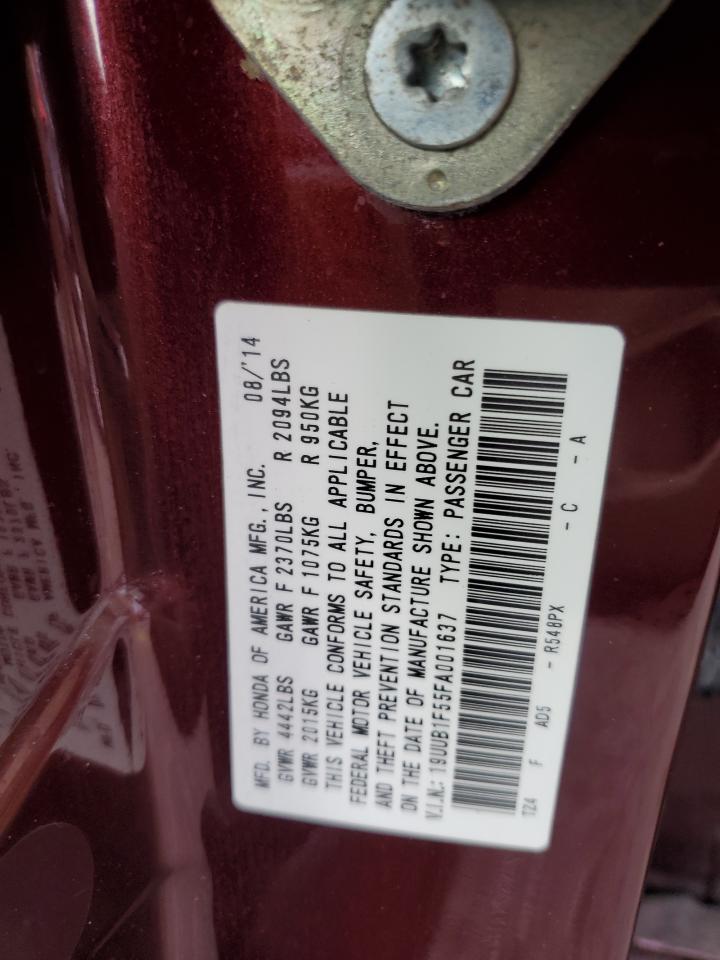 MFD. BY HONDA OF AMERICA MFG., INC. 08/'14
GVWR 4442LBS GAWR F 2370LBS R 2094LBS
GVWR 2015KG GAWR F 1075KG R 950KG
THIS VEHICLE CONFORMS TO ALL APPLICABLE
FEDERAL MOTOR VEHICLE SAFETY, BUMPER,
AND THEFT PREVENTION STANDARDS IN EFFECT
ON THE DATE OF MANUFACTURE SHOWN ABOVE.
V.I.N.: 19UUB1F55FA001637 TYPE: PASSENGER CAR
TZ4 F AD5 - R548PX - C - A